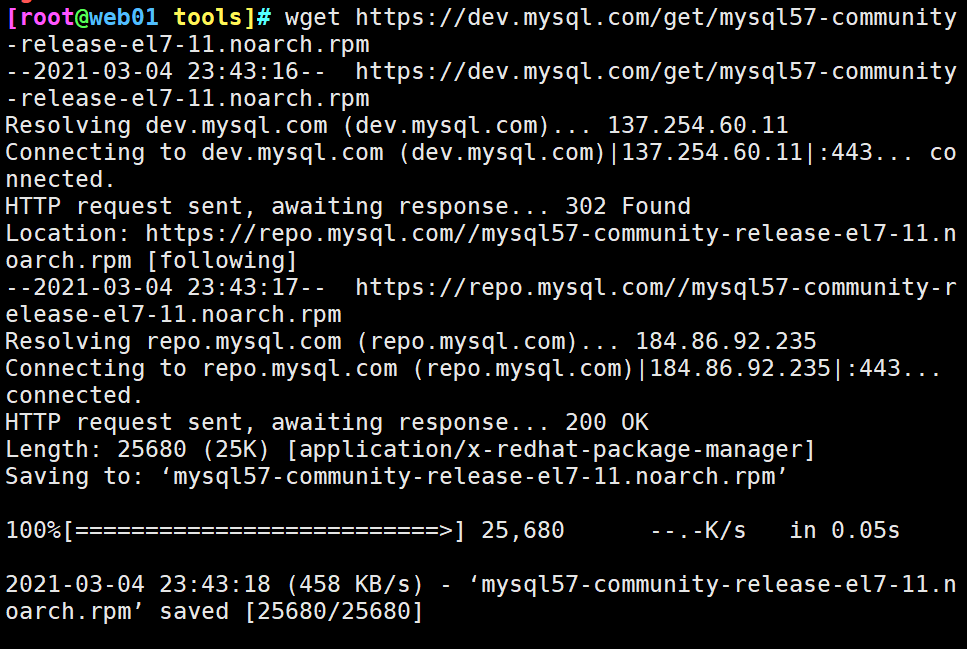 [root@web01 tools]# wget https://dev.mysql.com/get/mysql57-community
-release-el7-11.noarch.rpm
--2021-03-04 23:43:16--  https://dev.mysql.com/get/mysql57-community
-release-el7-11.noarch.rpm
Resolving dev.mysql.com (dev.mysql.com)... 137.254.60.11
Connecting to dev.mysql.com (dev.mysql.com)|137.254.60.11|:443... co
nnected.
HTTP request sent, awaiting response... 302 Found
Location: https://repo.mysql.com//mysql57-community-release-el7-11.n
oarch.rpm [following]
--2021-03-04 23:43:17--  https://repo.mysql.com//mysql57-community-r
elease-el7-11.noarch.rpm
Resolving repo.mysql.com (repo.mysql.com)... 184.86.92.235
Connecting to repo.mysql.com (repo.mysql.com)|184.86.92.235|:443...
connected.
HTTP request sent, awaiting response... 200 OK
Length: 25680 (25K) [application/x-redhat-package-manager]
Saving to: ‘mysql57-community-release-el7-11.noarch.rpm’
100%[==========================>] 25,680      --.-K/s   in 0.05s
2021-03-04 23:43:18 (458 KB/s) - ‘mysql57-community-release-el7-11.n
oarch.rpm’ saved [25680/25680]